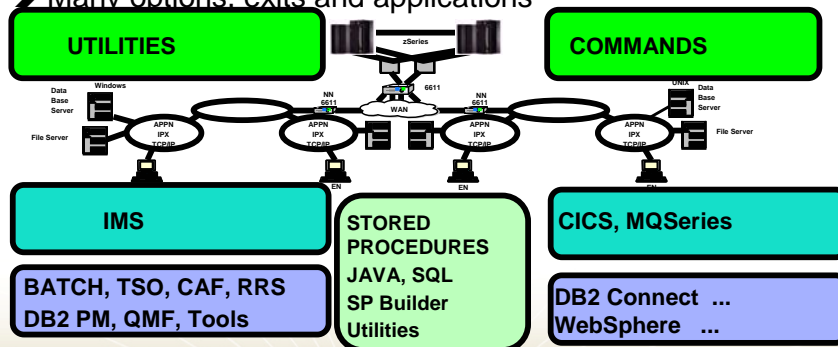 Many options, exits and applications
UTILITIES
zSeries
COMMANDS
Data
Base
Server
Windows
NN
6611
6611
WAN
NN
6611
UNIX
Data
Base
Server
File Server
APPN
IPX
TCP/IP
APPN
IPX
TCP/IP
APPN
IPX
TCP/IP
APPN
IPX
TCP/IP
File Server
EN
EN
EN
IMS
STORED
PROCEDURES
JAVA, SQL
SP Builder
Utilities
CICS, MQSeries
BATCH, TSO, CAF, RRS
DB2 PM, QMF, Tools
DB2 Connect ...
WebSphere ...